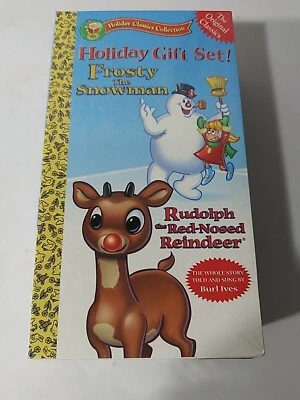 Holiday Classics Collection
The
Original
Classics
Holiday Gift Set!
Frosty
The
Snowman
Rudolph
the Red-Nosed
Reindeer®
THE WHOLE STORY
TOLD AND SUNG BY
Burl Ives